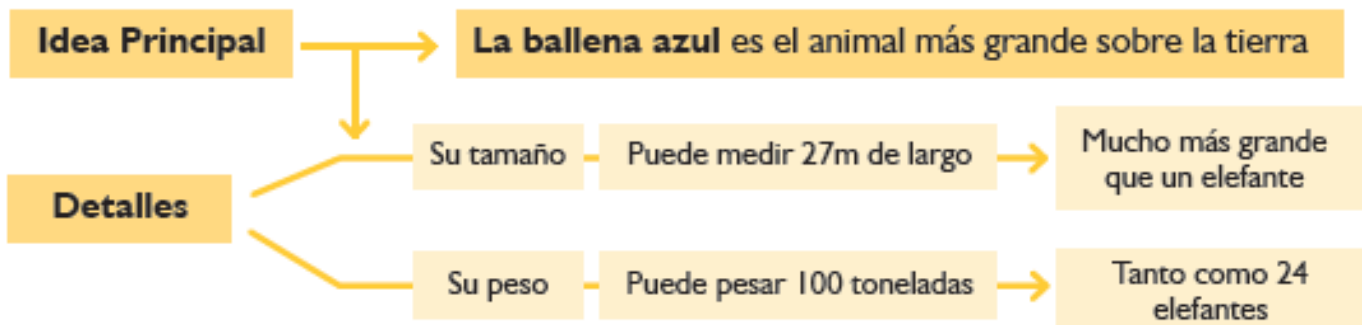 Idea Principal
La ballena azul es el animal más grande sobre la tierra
Detalles
Su tamaño
Puede medir 27m de largo
Mucho más grande
que un elefante
Su peso
Puede pesar 100 toneladas
Tanto como 24
elefantes